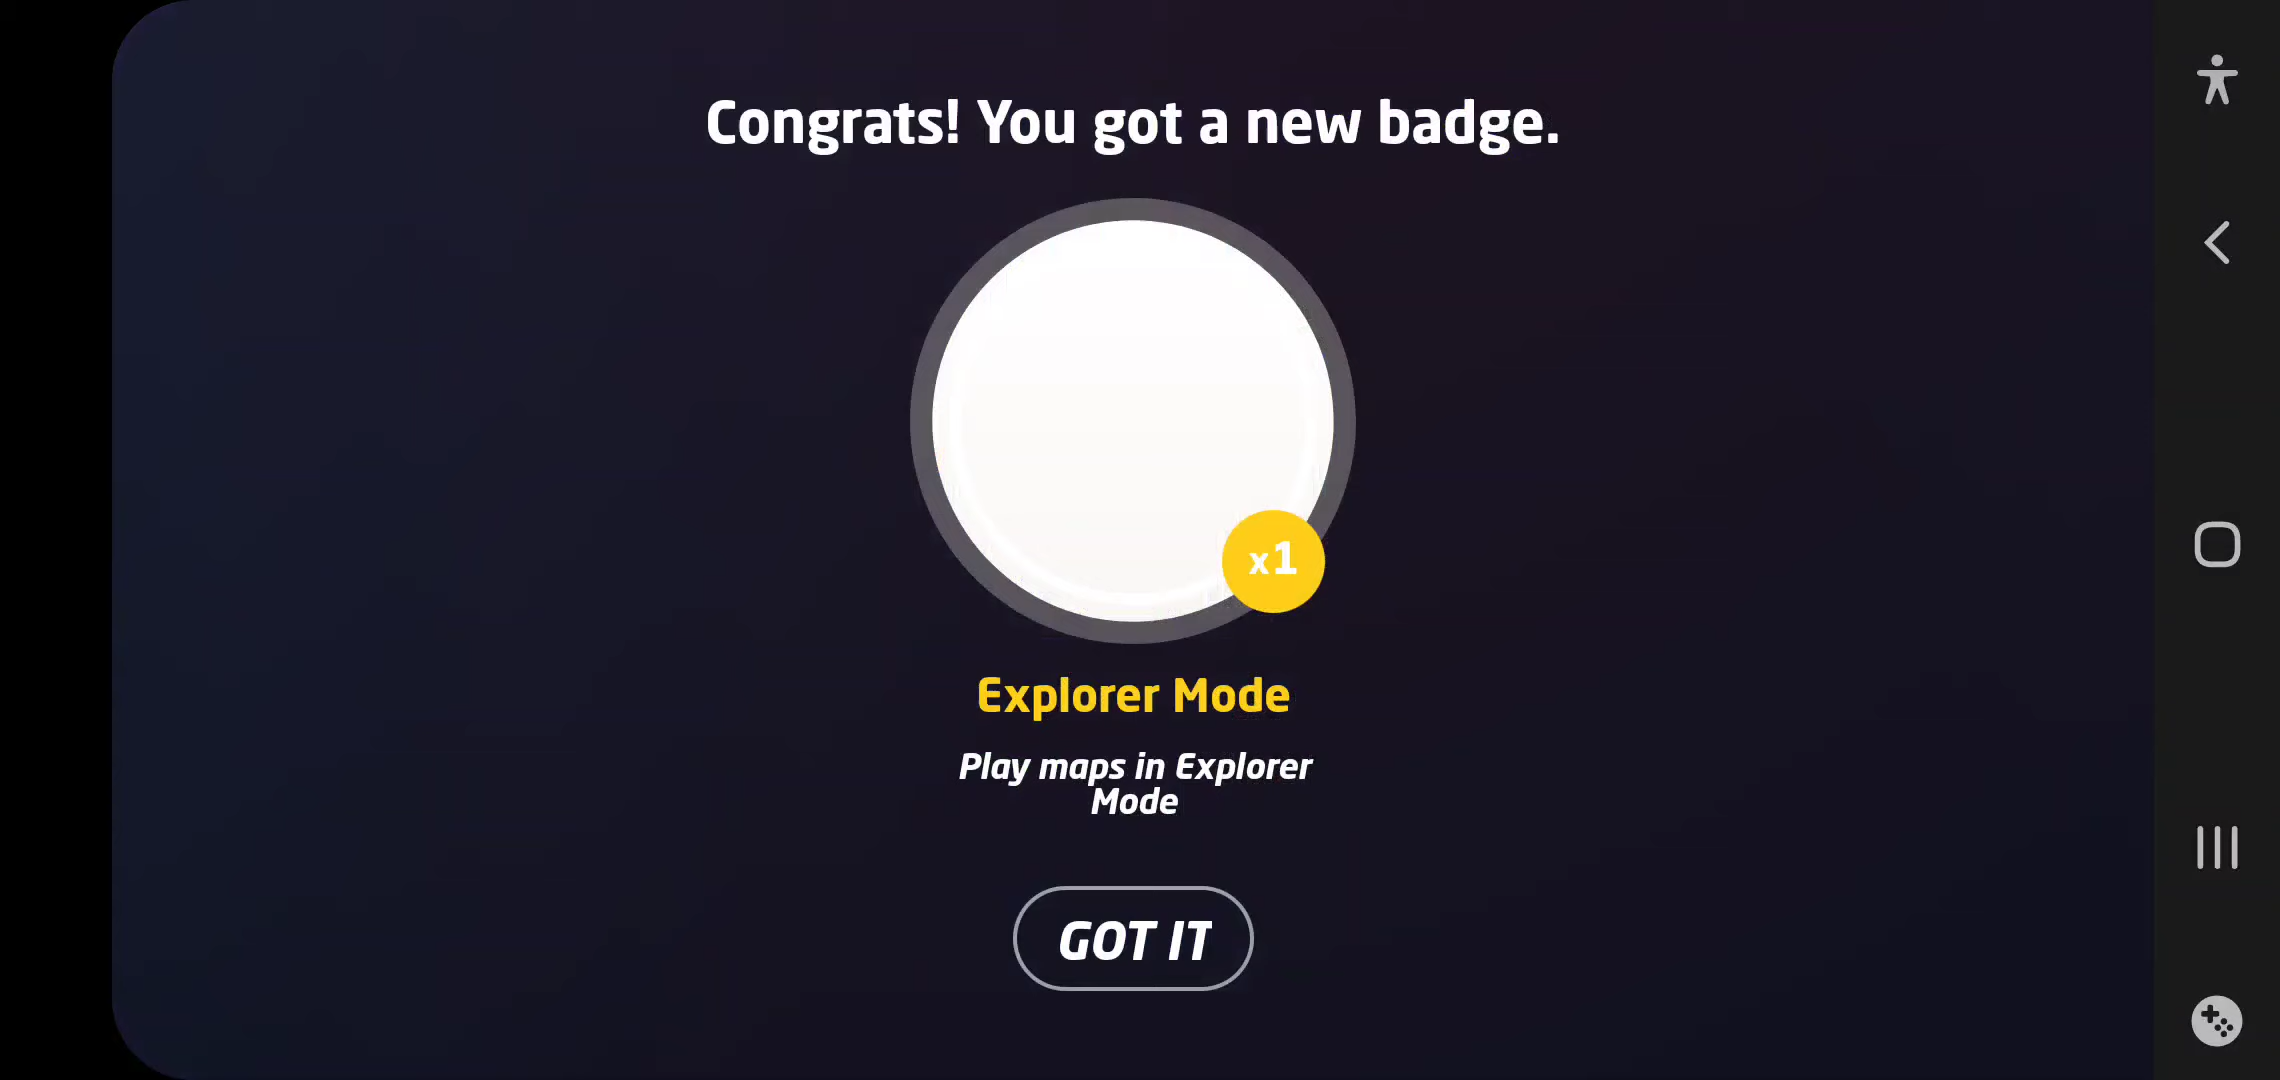 Congrats! You got a new badge.
x1
Explorer Mode
Play maps in Explorer
Mode
GOT IT